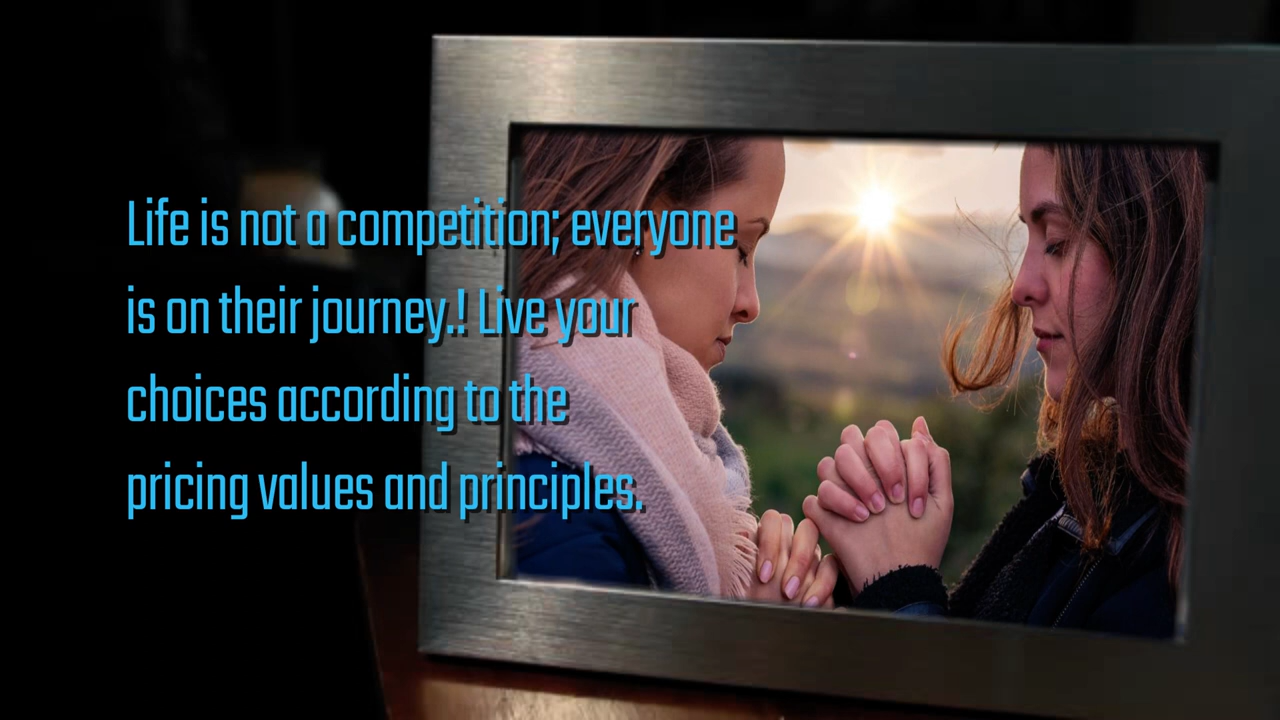 Life is not a competition; everyone
is on their journey.! Live your
choices according to the
pricing values and principles.